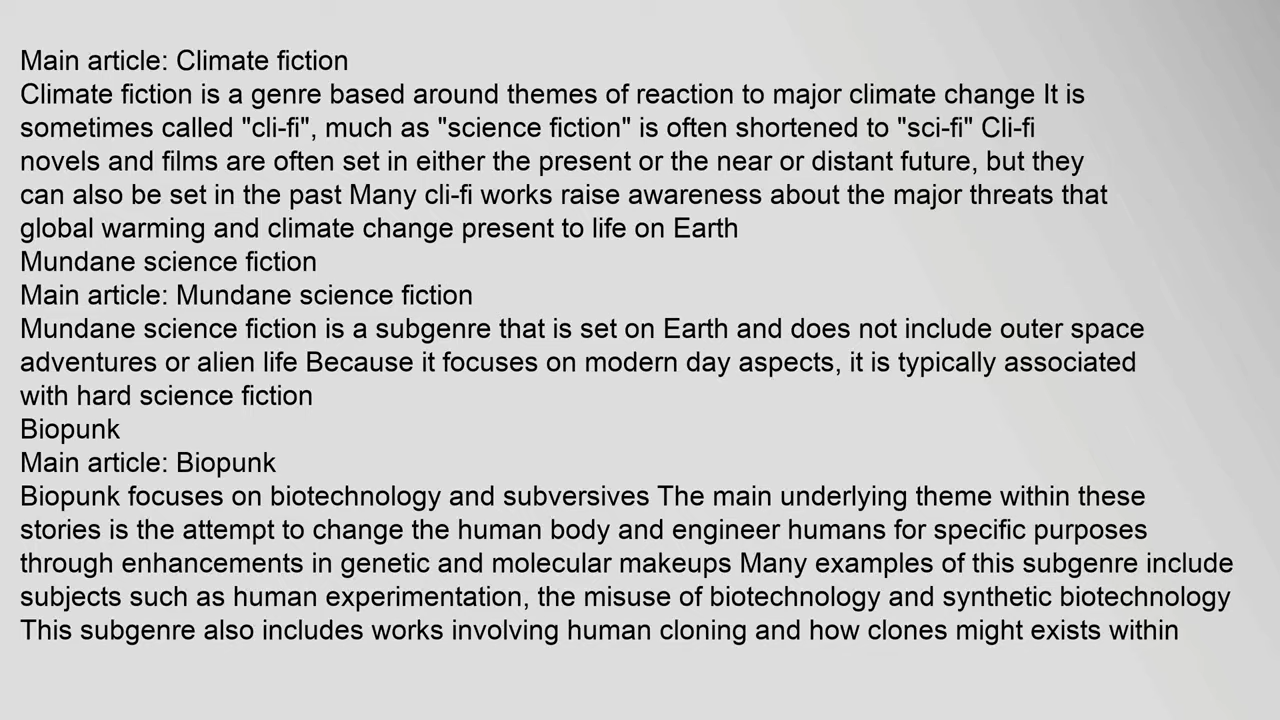 Main article: Climate fiction
Climate fiction is a genre based around themes of reaction to major climate change It is
sometimes called "cli-fi", much as "science fiction" is often shortened to "sci-fi" Cli-fi
novels and films are often set in either the present or the near or distant future, but they
can also be set in the past Many cli-fi works raise awareness about the major threats that
global warming and climate change present to life on Earth
Mundane science fiction
Main article: Mundane science fiction
Mundane science fiction is a subgenre that is set on Earth and does not include outer space
adventures or alien life Because it focuses on modern day aspects, it is typically associated
with hard science fiction
Biopunk
Main article: Biopunk
Biopunk focuses on biotechnology and subversives The main underlying theme within these
stories is the attempt to change the human body and engineer humans for specific purposes
through enhancements in genetic and molecular makeups Many examples of this subgenre include
subjects such as human experimentation, the misuse of biotechnology and synthetic biotechnology
This subgenre also includes works involving human cloning and how clones might exists within